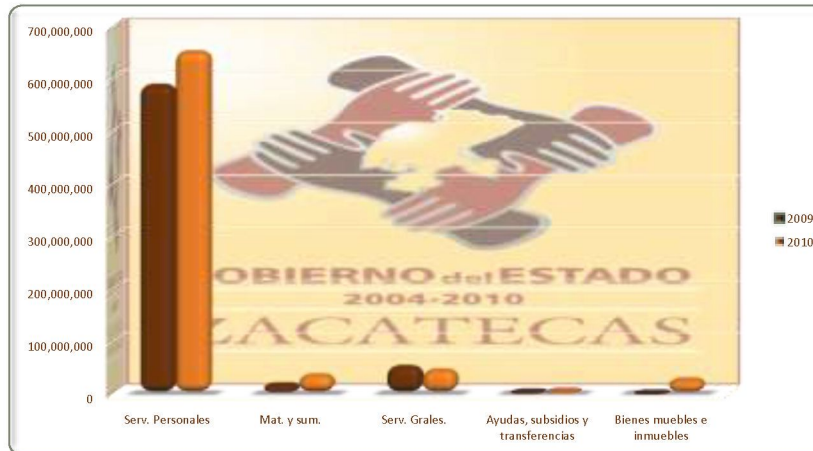 700,000,000
600,000,000
500,000,000
400,000,000
300,000,000
200,000,000
100,000,000
0
OBIERNO del ESTADO
2004-2010
ZACATECAS
2009
2010
Serv. Personales
Mat. y sum.
Serv. Grales.
Ayudas, subsidios y
transferencias
Bienes muebles e
inmuebles